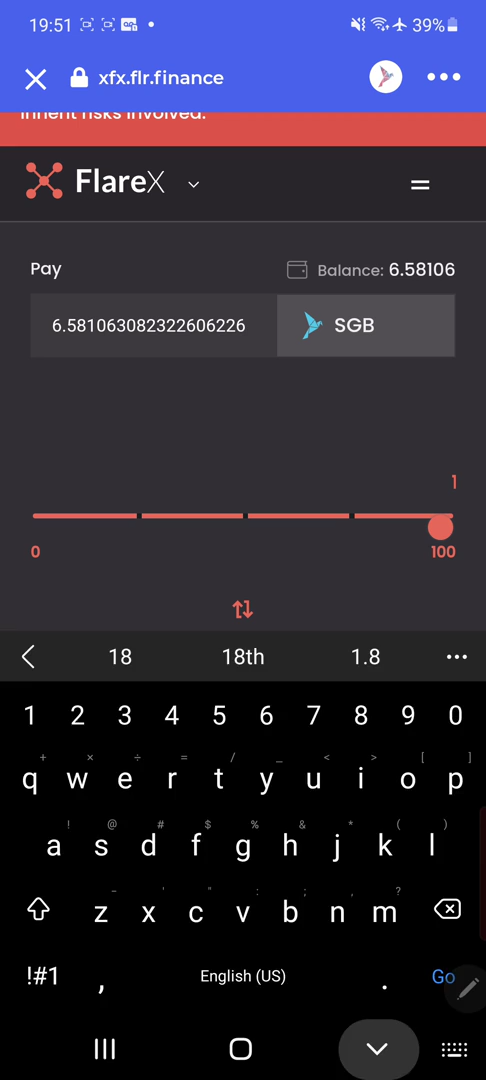 19:51 39%
xfx.flr.finance
FlareX
Pay Balance: 6.58106
6.581063082322606226 SGB
1
0 100
18 18th 1.8
1 2 3 4 5 6 7 8 9 0
+ × ÷ = / _ < > [ ]
q w e r t y u i o p
! @ # $ % & * ( )
a s d f g h j k l
- ' " : ; , ?
z x c v b n m
!#1 , English (US) . Go